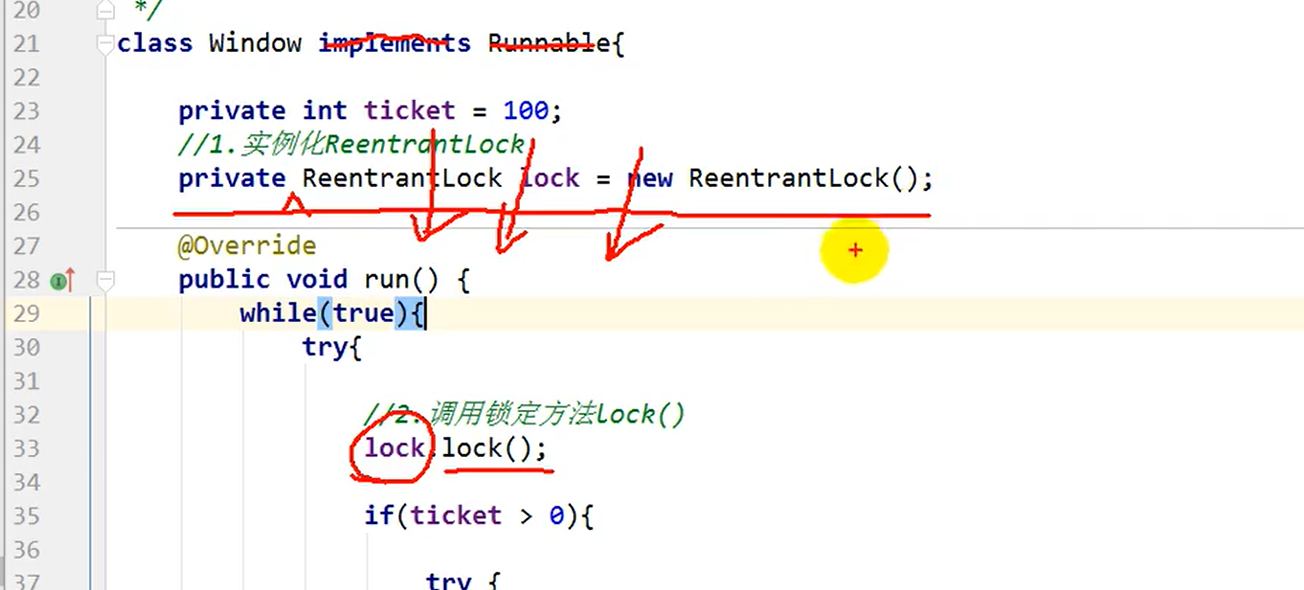 20 */
21 class Window implements Runnable{
22
23 private int ticket = 100;
24 //1.实例化ReentrantLock
25 private ReentrantLock lock = new ReentrantLock();
26
27 @Override
28 public void run() {
29 while(true){
30 try{
31
32 //2.调用锁定方法lock()
33 lock.lock();
34
35 if(ticket > 0){
36
37 try {